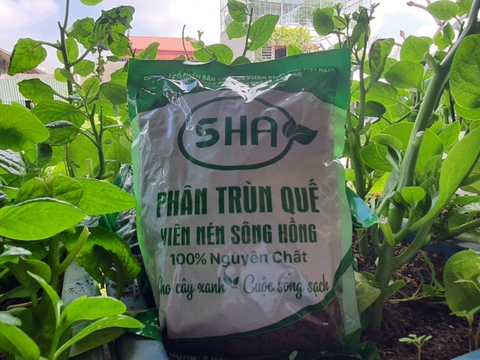 SHA
PHÂN TRÙN QUẾ
VIÊN NÉN SÔNG HỒNG
100% Nguyên Chất
Cho cây xanh Cuộc sống sạch